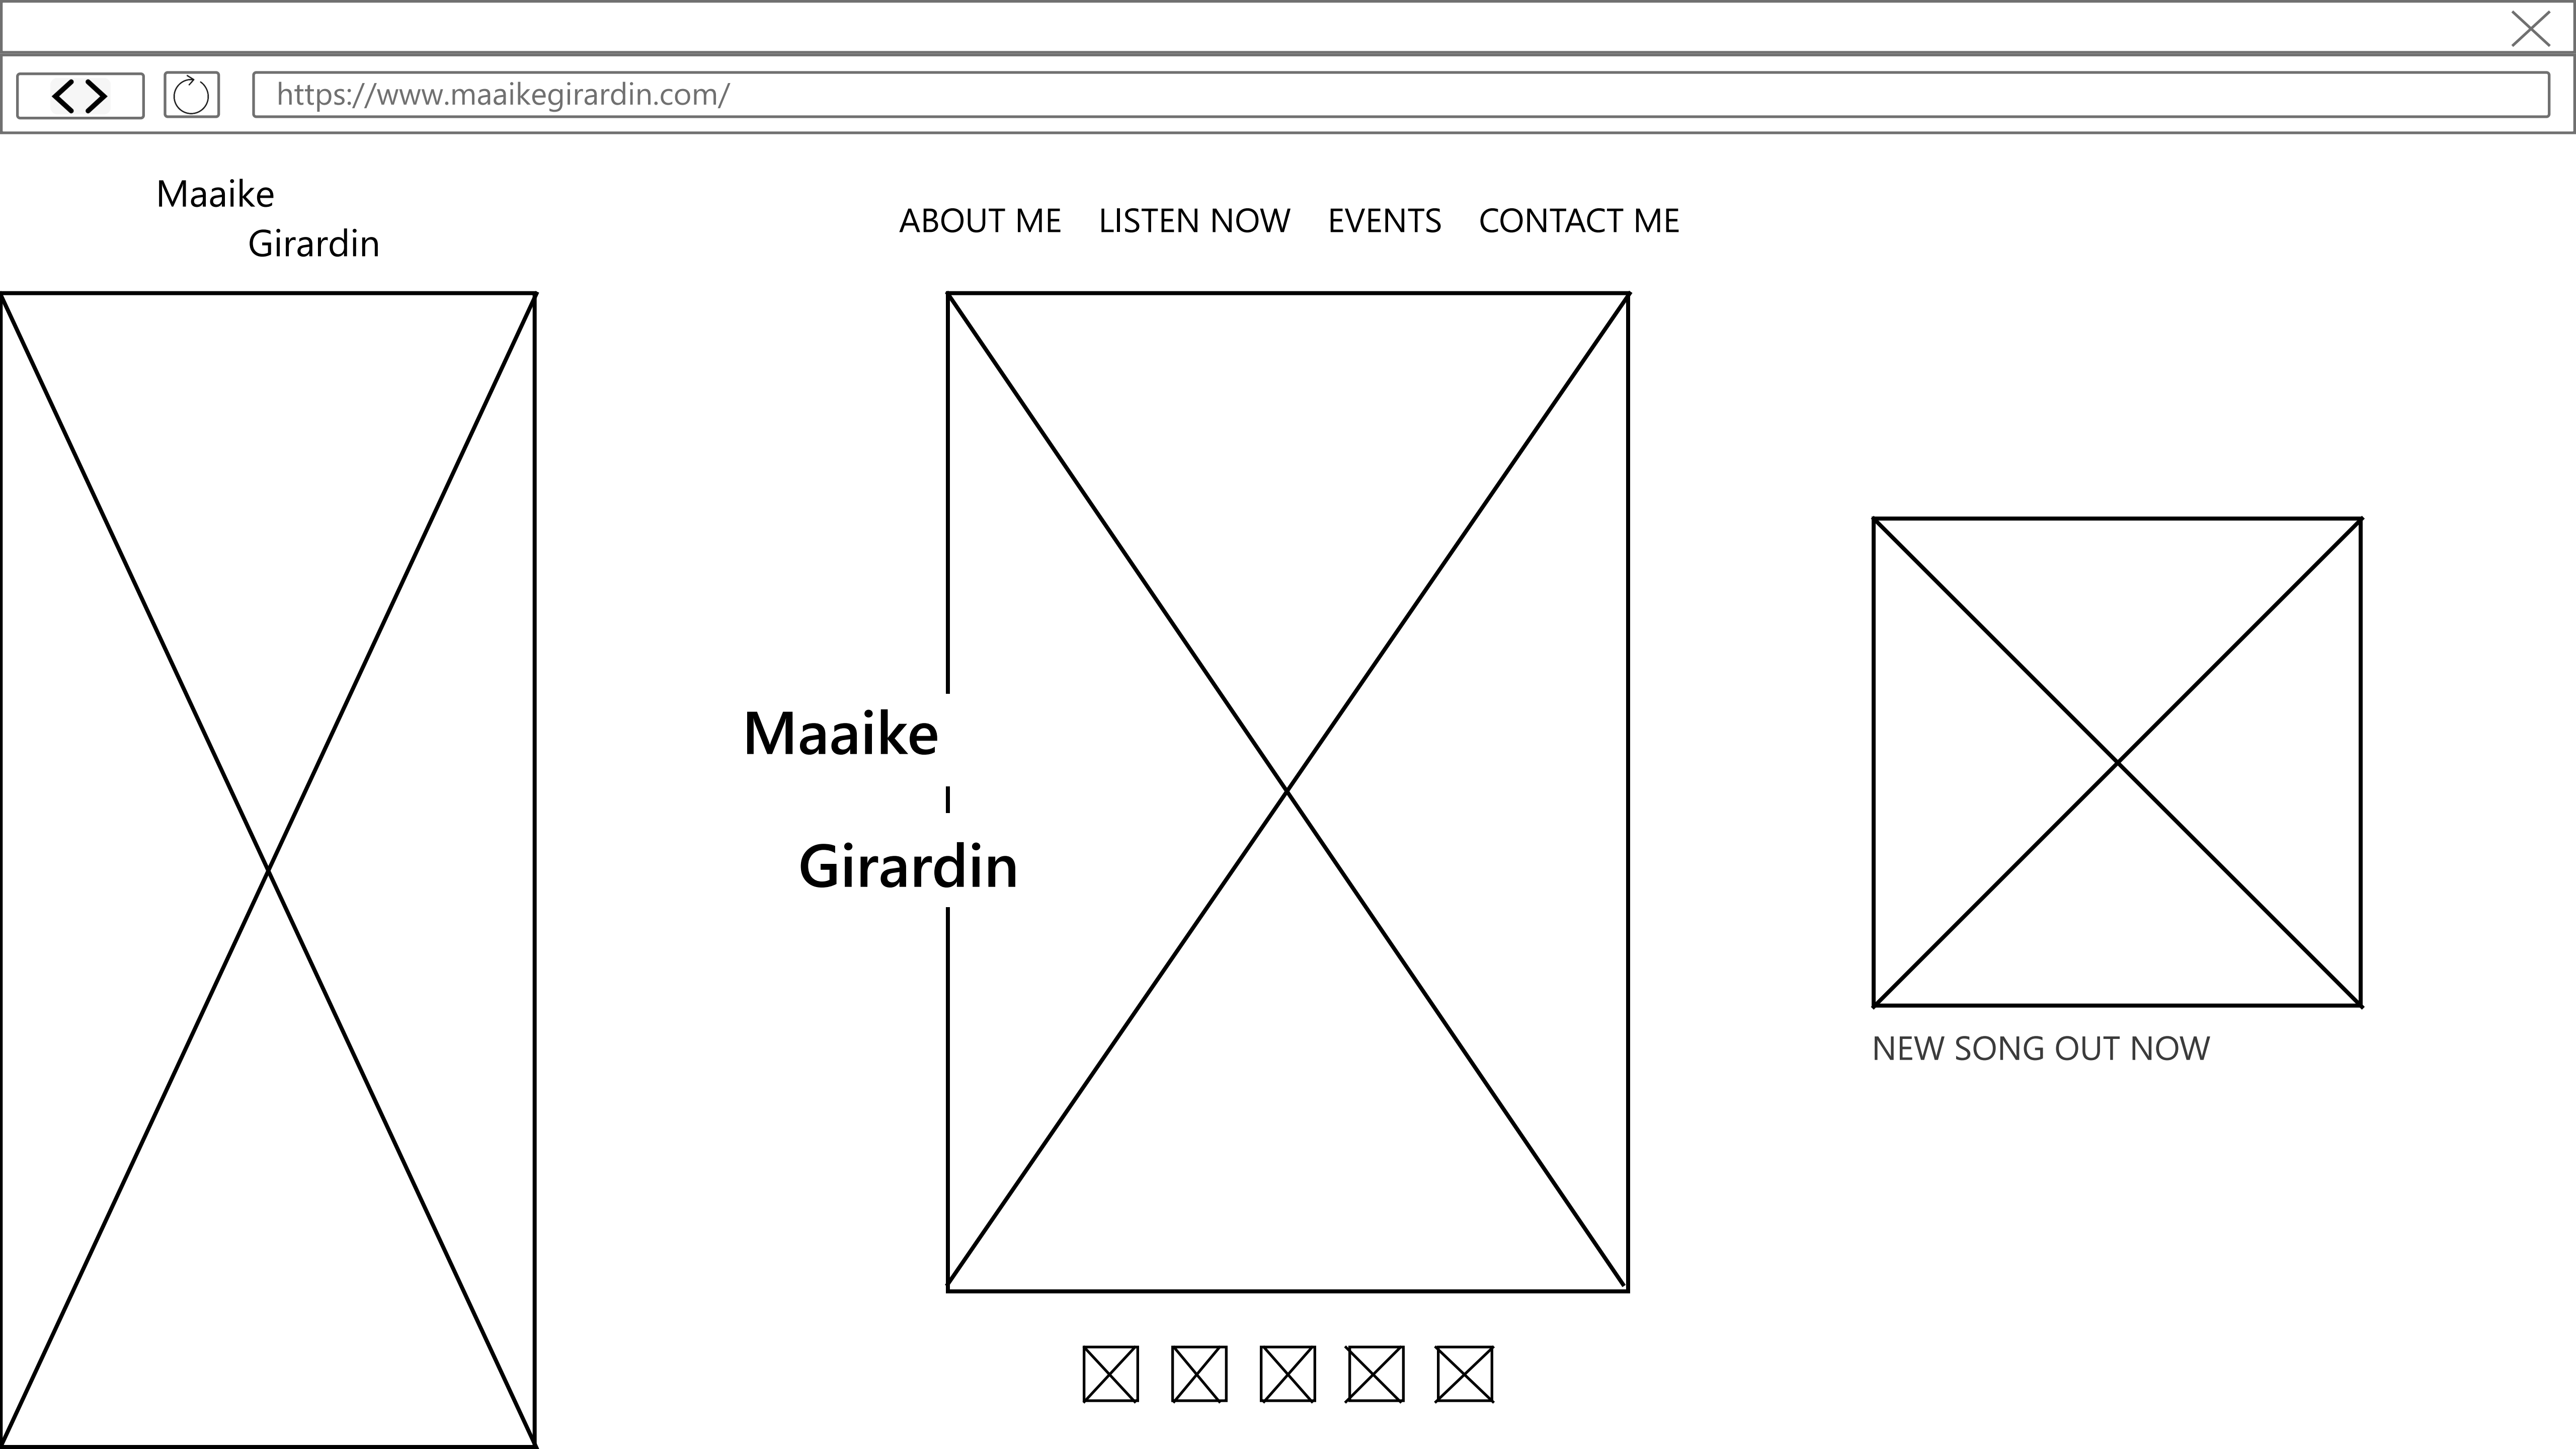 https://www.maaikegirardin.com/
Maaike
Girardin
ABOUT ME LISTEN NOW EVENTS CONTACT ME
Maaike
Girardin
NEW SONG OUT NOW